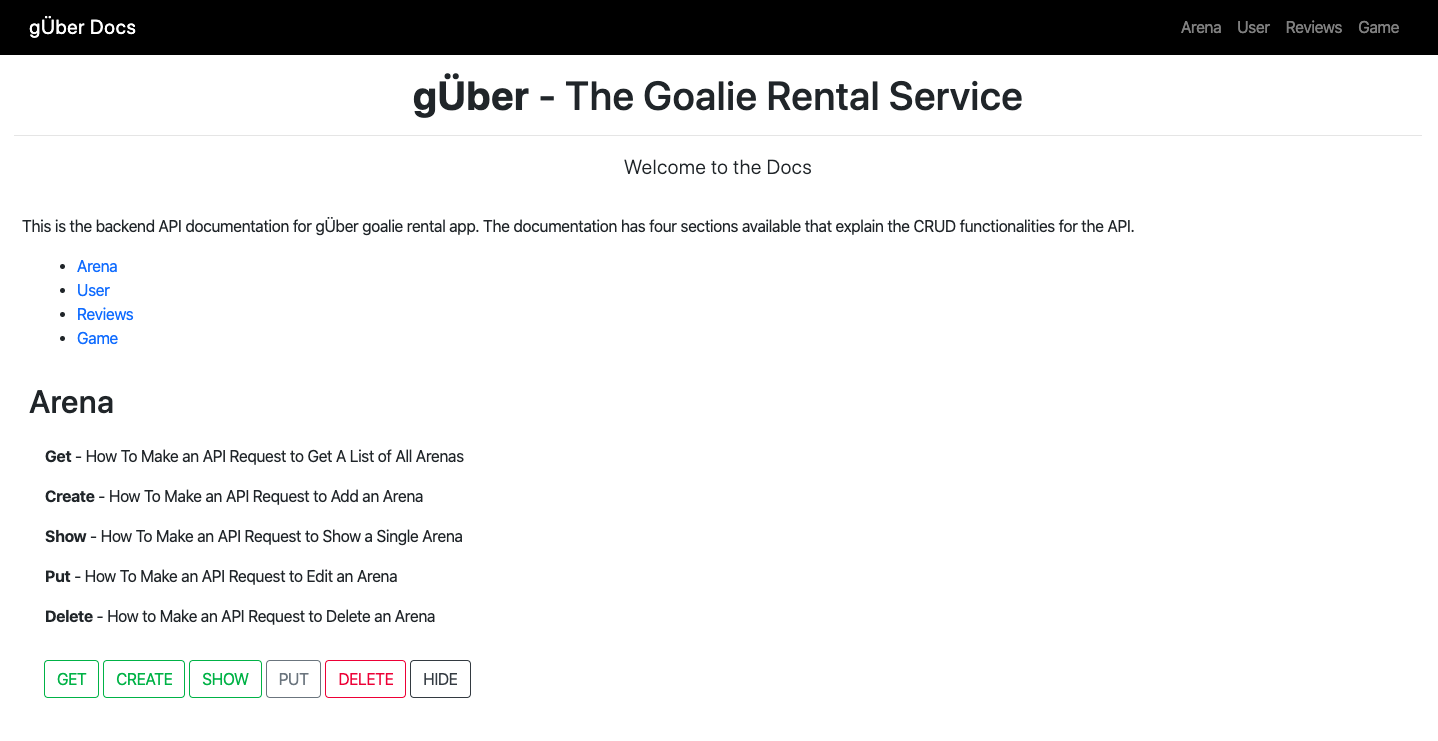 gÜber Docs
Arena User Reviews Game
gÜber - The Goalie Rental Service
Welcome to the Docs
This is the backend API documentation for gÜber goalie rental app. The documentation has four sections available that explain the CRUD functionalities for the API.
Arena
User
Reviews
Game
Arena
Get - How To Make an API Request to Get A List of All Arenas
Create - How To Make an API Request to Add an Arena
Show - How To Make an API Request to Show a Single Arena
Put - How To Make an API Request to Edit an Arena
Delete - How to Make an API Request to Delete an Arena
GET CREATE SHOW PUT DELETE HIDE